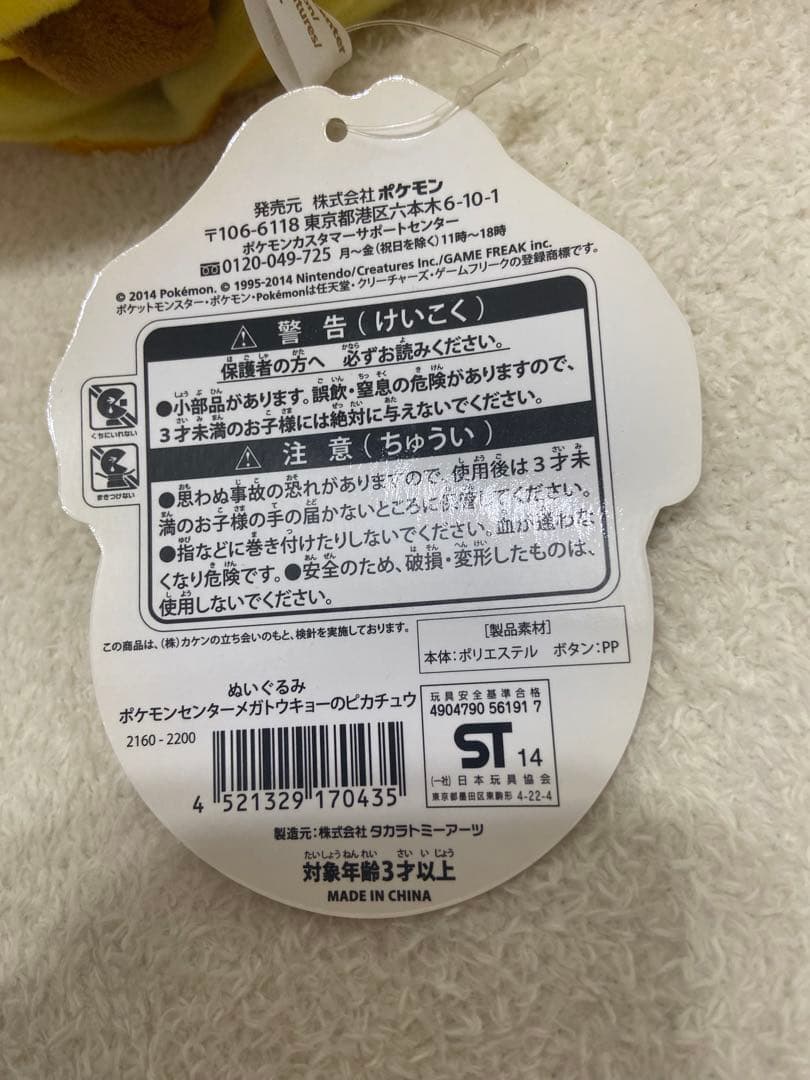 発売元 株式会社 ポケモン
〒106-6118 東京都港区六本木6-10-1
ポケモンカスタマーサポートセンター
0120-049-725 月〜金(祝日を除く)11時〜18時
© 2014 Pokémon. © 1995-2014 Nintendo/Creatures Inc./GAME FREAK inc.
ポケットモンスター・ポケモン・Pokémonは任天堂・クリーチャーズ・ゲームフリークの登録商標です。
警告(けいこく)
保護者の方へ 必ずお読みください。
●小部品があります。誤飲・窒息の危険がありますので、
3才未満のお子様には絶対に与えないでください。
くちにいれない
注意(ちゅうい)
まきつけない
●思わぬ事故の恐れがありますので、使用後は3才未
満のお子様の手の届かないところに保管してください。
●指などに巻き付けたりしないでください。血が通わな
くなり危険です。●安全のため、破損・変形したものは、
使用しないでください。
この商品は、(株)カケンの立ち会いのもと、検針を実施しております。
[製品素材]
本体:ポリエステル ボタン:PP
ぬいぐるみ
ポケモンセンターメガトウキョーのピカチュウ
2160-2200
4 521329 170435
玩具安全基準合格
4904790 56191 7
ST 14
(一社)日本玩具協会
東京都墨田区東駒形 4-22-4
製造元:株式会社 タカラトミーアーツ
対象年齢3才以上
MADE IN CHINA